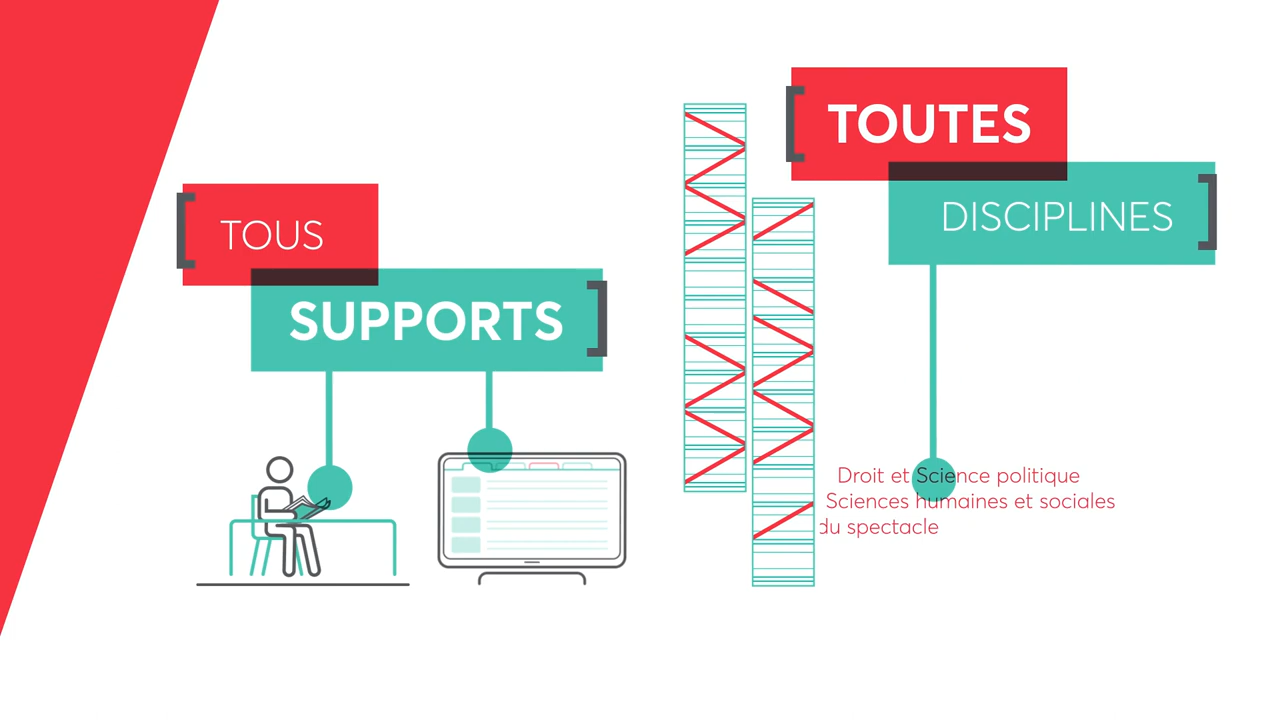 TOUS
SUPPORTS
TOUTES
DISCIPLINES
Droit et Science politique
Sciences humaines et sociales
du spectacle